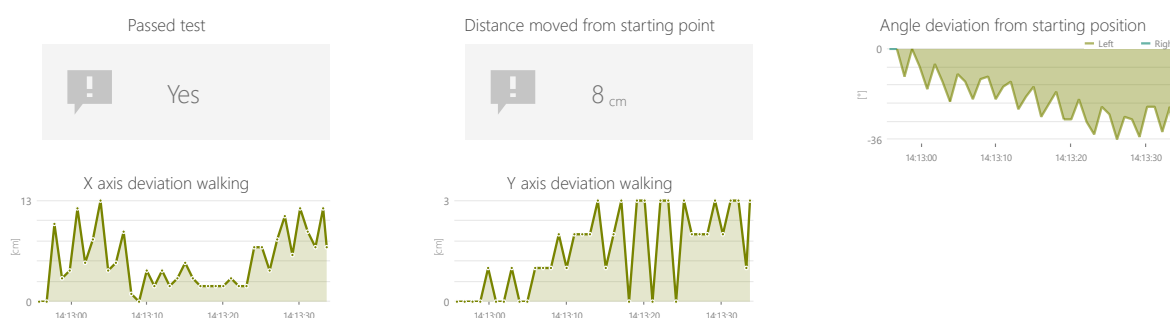 Passed test
Yes
Distance moved from starting point
8 cm
Angle deviation from starting position
Left
0
[°]
-36
14:13:00 14:13:10 14:13:20 14:13:30
X axis deviation walking
13
[cm]
0
14:13:00 14:13:10 14:13:20 14:13:30
Y axis deviation walking
3
[cm]
0
14:13:00 14:13:10 14:13:20 14:13:30